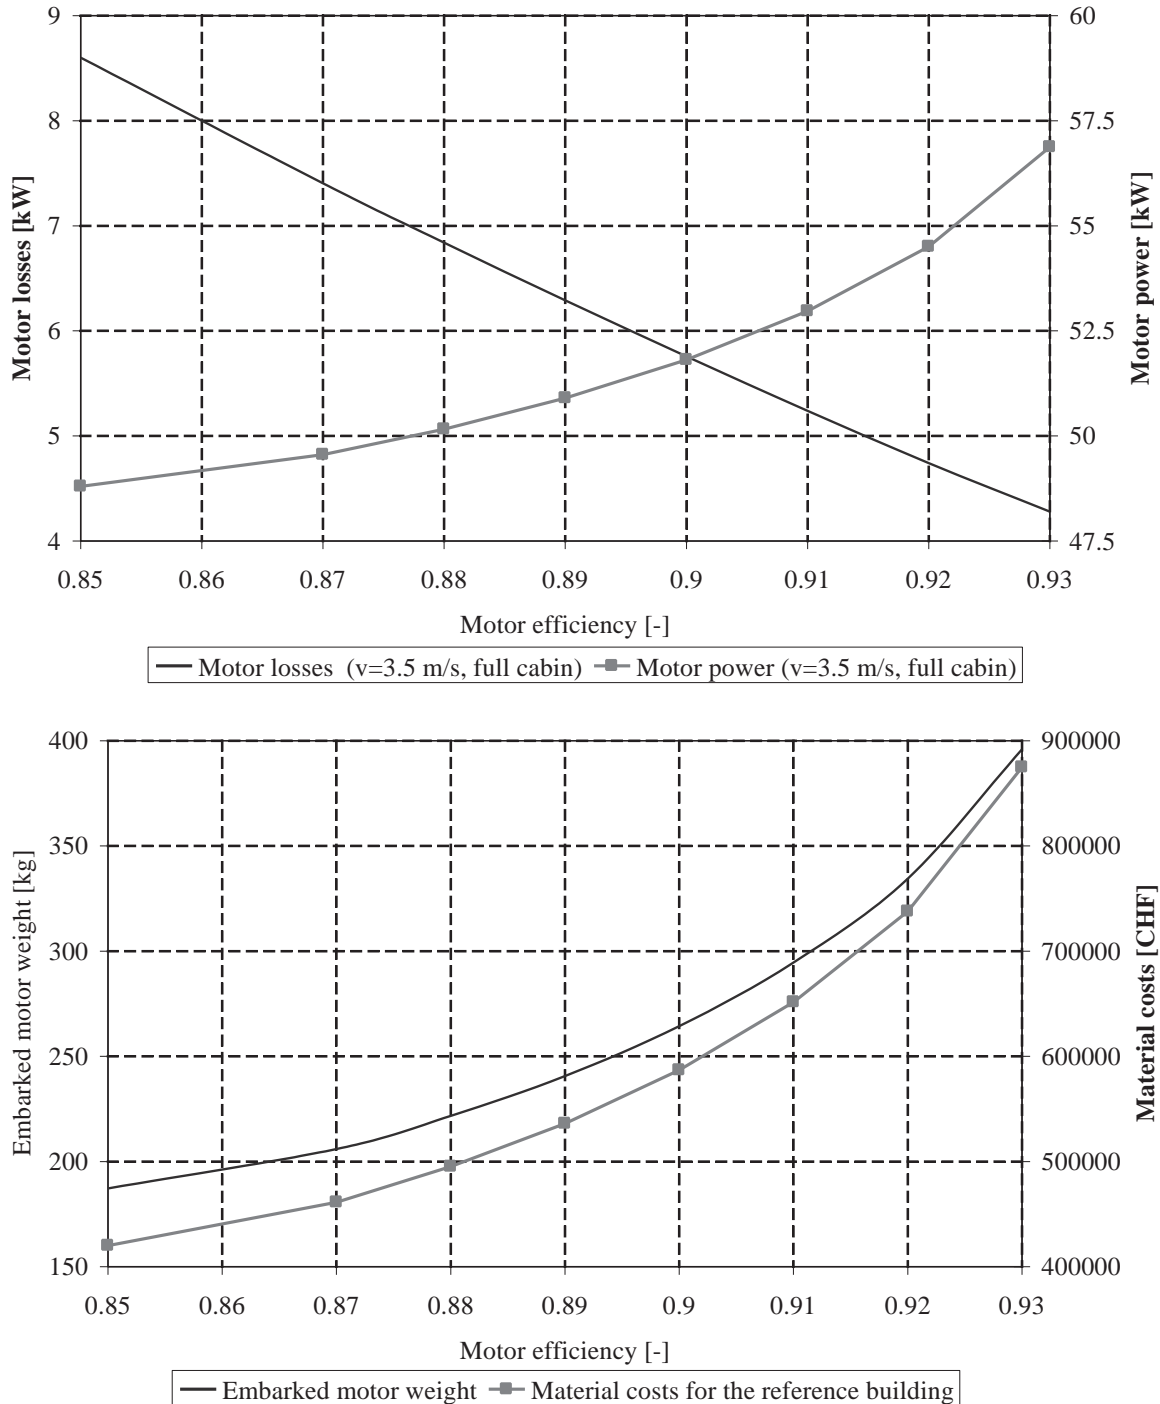 9
8
7
6
5
4
Motor losses [kW]
60
57.5
55
52.5
50
47.5
Motor power [kW]
0.85 0.86 0.87 0.88 0.89 0.9 0.91 0.92 0.93
Motor efficiency [-]
Motor losses (v=3.5 m/s, full cabin) Motor power (v=3.5 m/s, full cabin)
400
350
300
250
200
150
Embarked motor weight [kg]
900000
800000
700000
600000
500000
400000
Material costs [CHF]
0.85 0.86 0.87 0.88 0.89 0.9 0.91 0.92 0.93
Motor efficiency [-]
Embarked motor weight Material costs for the reference building